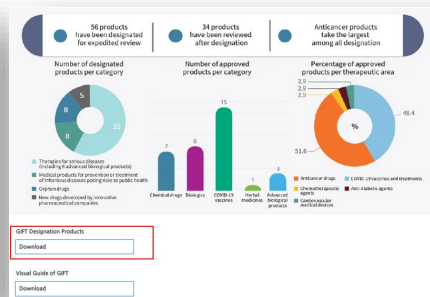 56 products
have been designated
for expedited review
34 products
have been reviewed
after designation
Anticancer products
take the largest
among all designation
Number of designated
products per category
5
8
8
35
Therapies for serious diseases
(including 6 advanced biological products)
Medical products for prevention or treatment
of infectious diseases posing risks to public health
Orphan drugs
New drugs developed by innovative
pharmaceutical companies
Number of approved
products per category
7
8
15
1
3
Chemical drugs
Biologics
COVID-19
vaccines
Herbal
medicines
Advanced
biological
products
Percentage of approved
products per therapeutic area
2.9
2.9
2.9
48.4
51.6
%
Anticancer drugs
COVID-19 vaccines and treatments
Chemotherapeutic
agents
Anti diabetic agents
Cardiovascular
medical devices
GIFT Designation Products
Download
Visual Guide of GIFT
Download